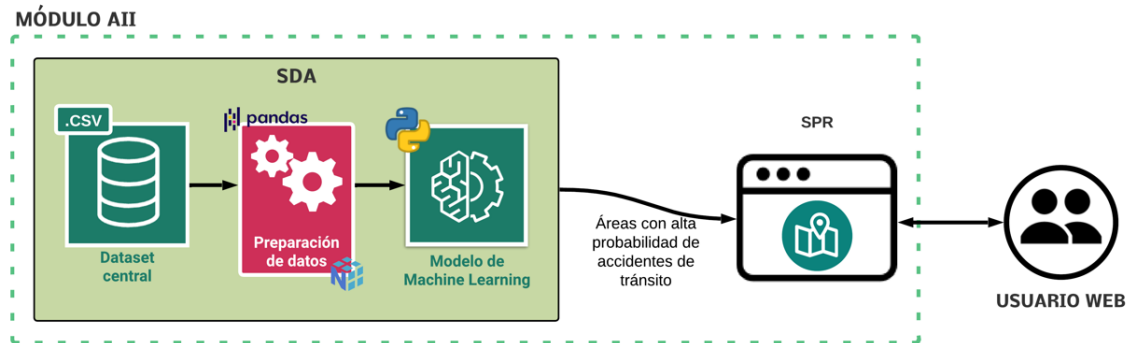 MÓDULO AII
SDA
.CSV
pandas
SPR
Preparación
de datos
Dataset
central
Modelo de
Machine Learning
Áreas con alta
probabilidad de
accidentes de
tránsito
USUARIO WEB